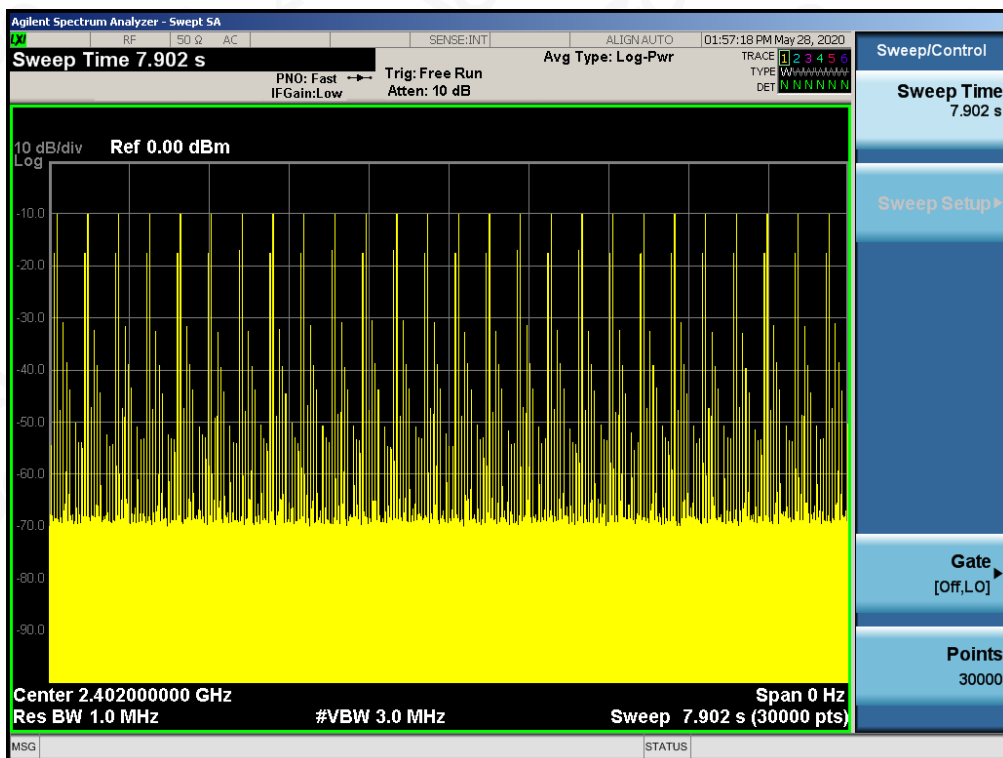 Agilent Spectrum Analyzer - Swept SA
LXI RF 50 Ω AC SENSE:INT ALIGN AUTO 01:57:18 PM May 28, 2020
Sweep Time 7.902 s
PNO: Fast
IFGain:Low
Trig: Free Run
Atten: 10 dB
Avg Type: Log-Pwr
TRACE 1 2 3 4 5 6
TYPE W
DET N N N N N N
10 dB/div Ref 0.00 dBm
Log
-10.0
-20.0
-30.0
-40.0
-50.0
-60.0
-70.0
-80.0
-90.0
Center 2.402000000 GHz Span 0 Hz
Res BW 1.0 MHz #VBW 3.0 MHz Sweep 7.902 s (30000 pts)
MSG STATUS
Sweep/Control
Sweep Time
7.902 s
Sweep Setup
Gate
[Off,LO]
Points
30000